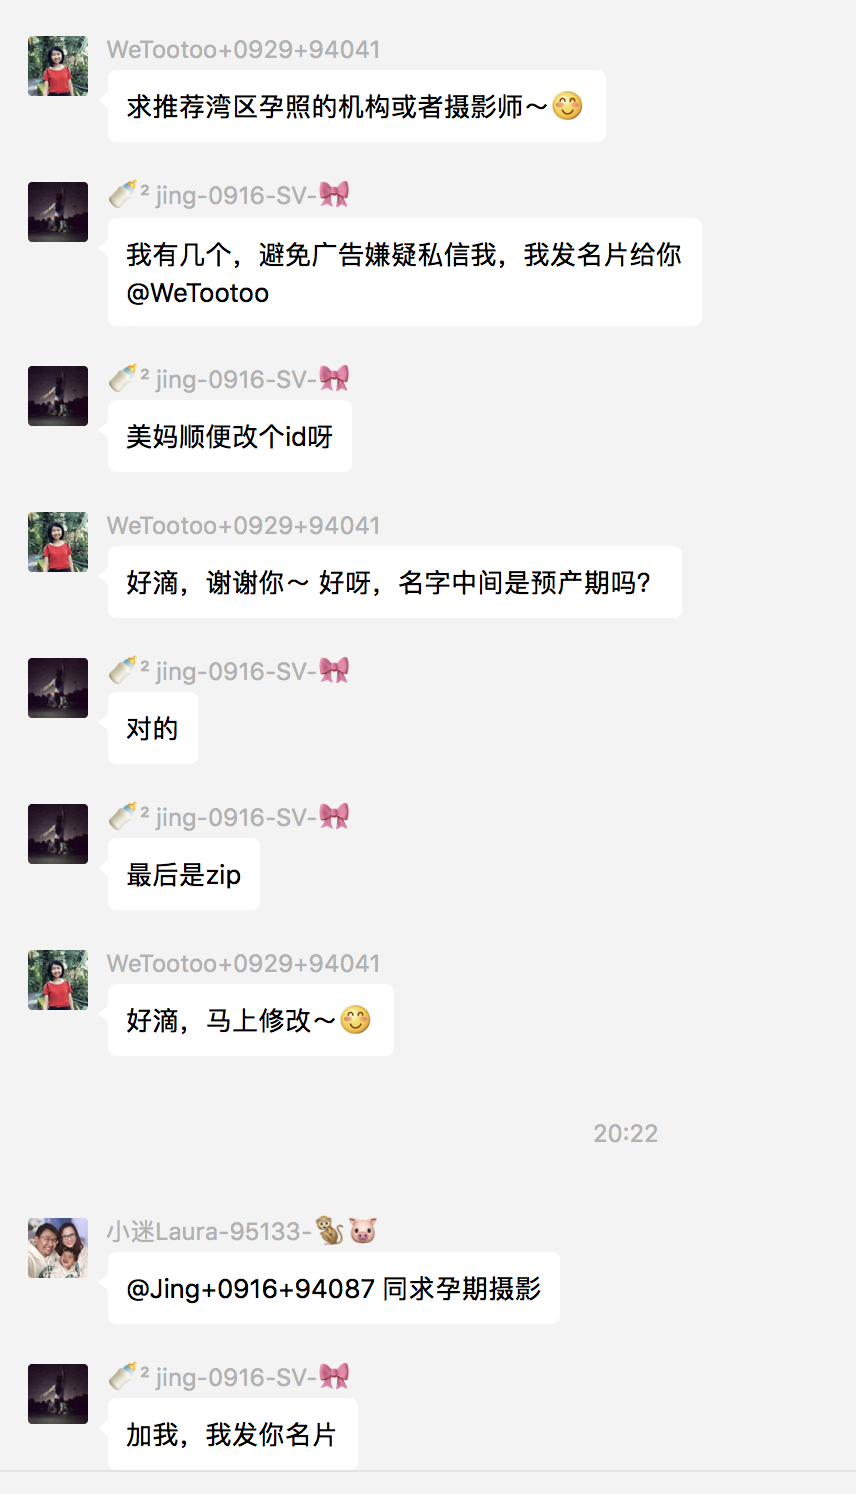 WeTootoo+0929+94041
求推荐湾区孕照的机构或者摄影师～😊
🍼² jing-0916-SV-🎀
我有几个，避免广告嫌疑私信我，我发名片给你
@WeTootoo
🍼² jing-0916-SV-🎀
美妈顺便改个id呀
WeTootoo+0929+94041
好滴，谢谢你～ 好呀，名字中间是预产期吗？
🍼² jing-0916-SV-🎀
对的
🍼² jing-0916-SV-🎀
最后是zip
WeTootoo+0929+94041
好滴，马上修改～😊
20:22
小迷Laura-95133-🐒🐷
@Jing+0916+94087 同求孕期摄影
🍼² jing-0916-SV-🎀
加我，我发你名片